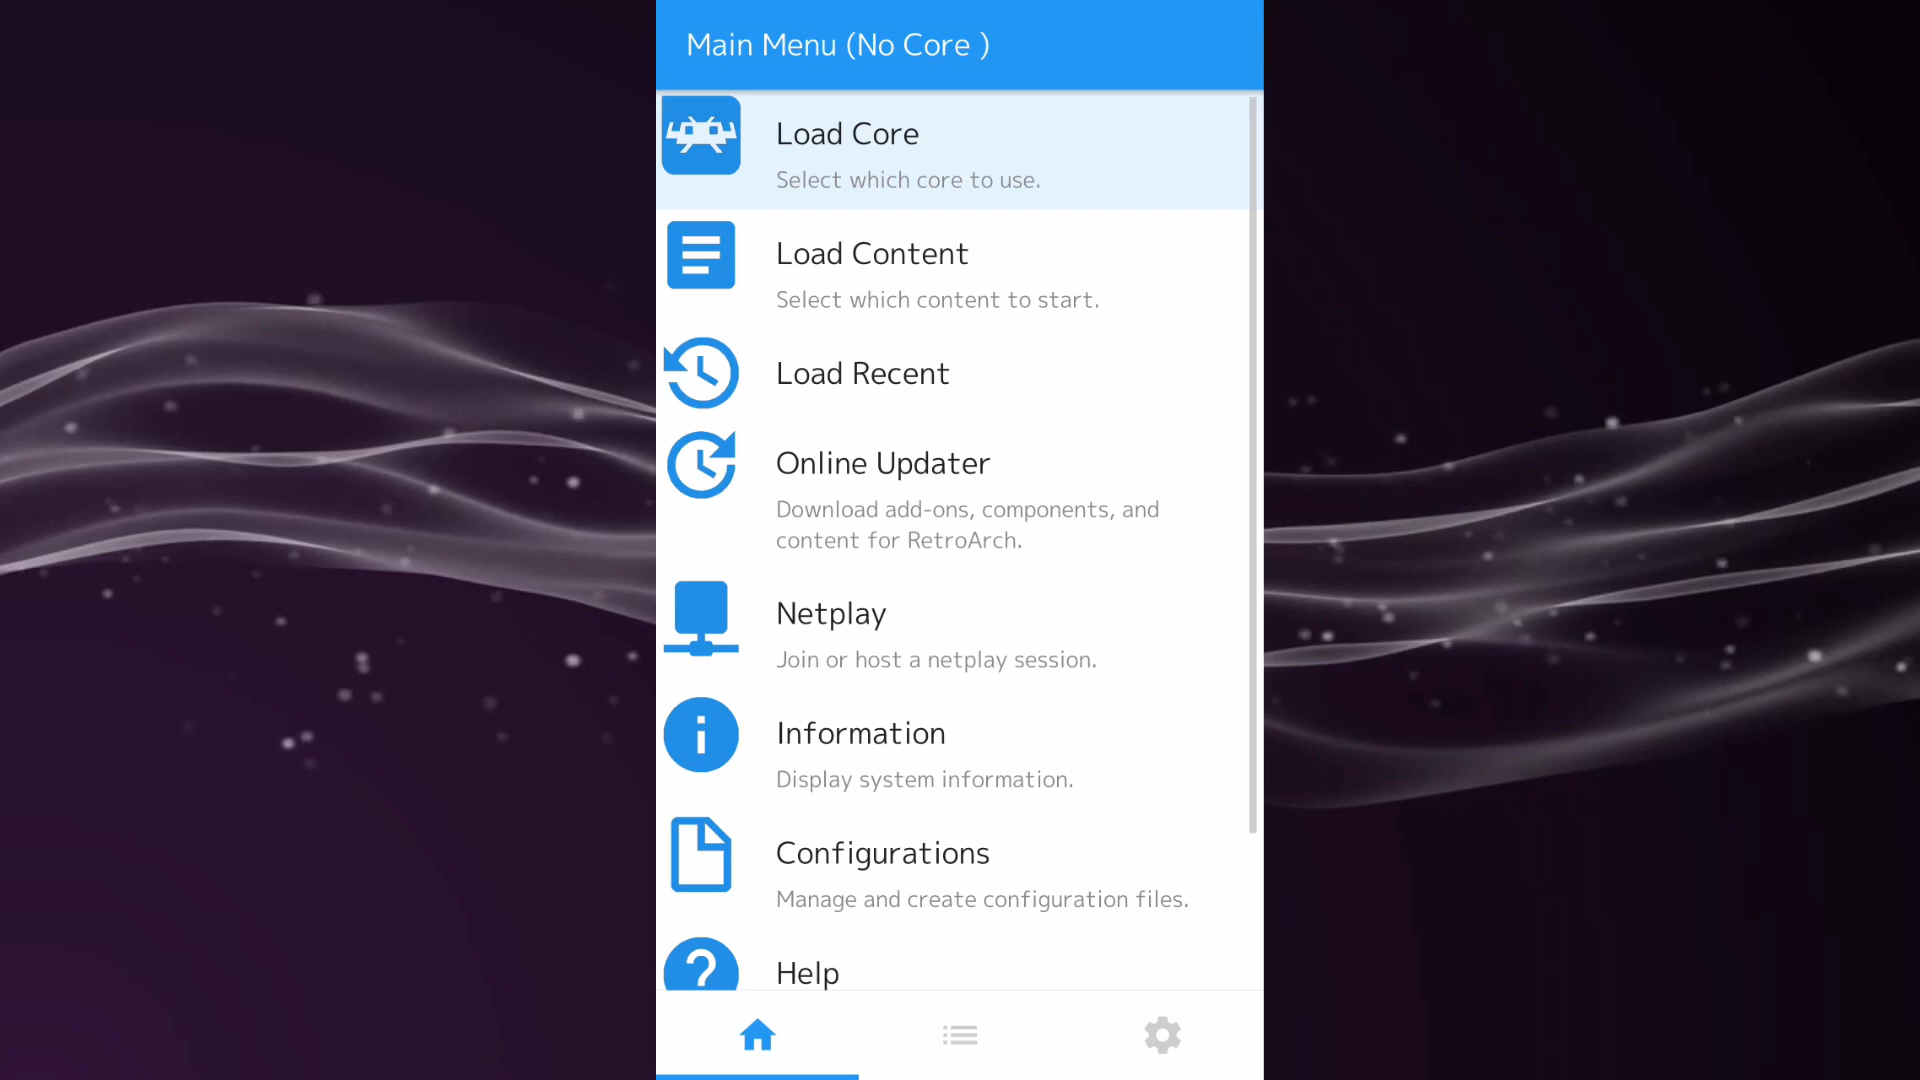 Main Menu (No Core )
Load Core
Select which core to use.
Load Content
Select which content to start.
Load Recent
Online Updater
Download add-ons, components, and
content for RetroArch.
Netplay
Join or host a netplay session.
Information
Display system information.
Configurations
Manage and create configuration files.
Help